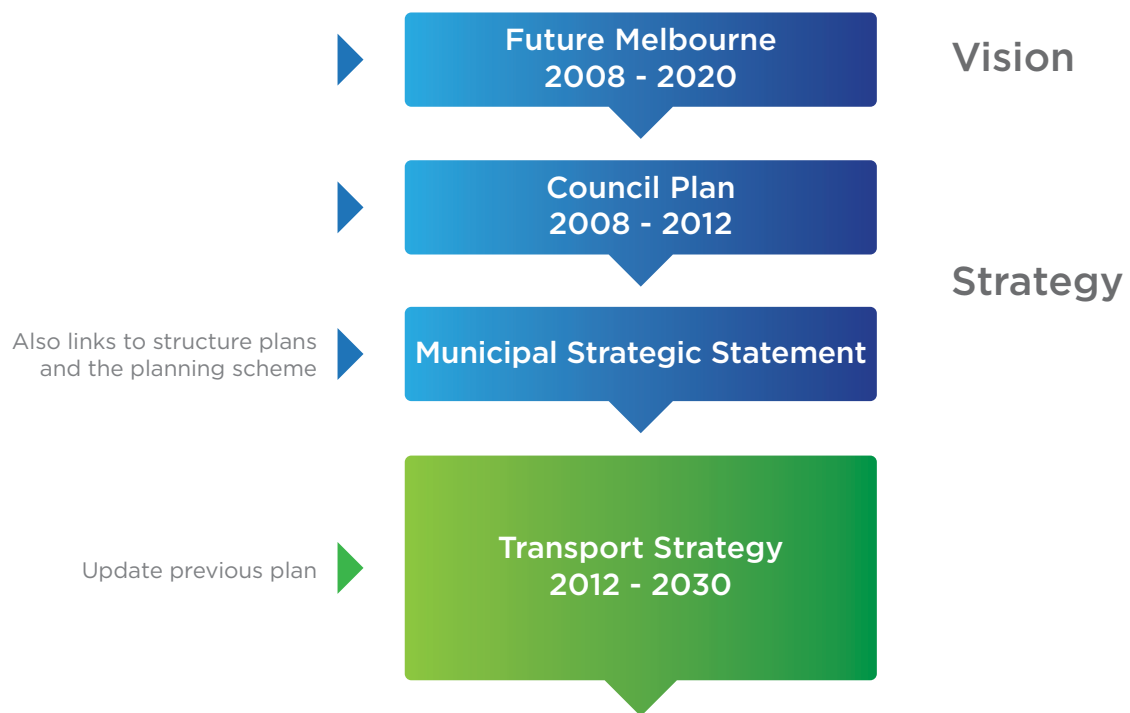 Future Melbourne
2008 - 2020
Vision
Council Plan
2008 - 2012
Strategy
Also links to structure plans
and the planning scheme
Municipal Strategic Statement
Update previous plan
Transport Strategy
2012 - 2030